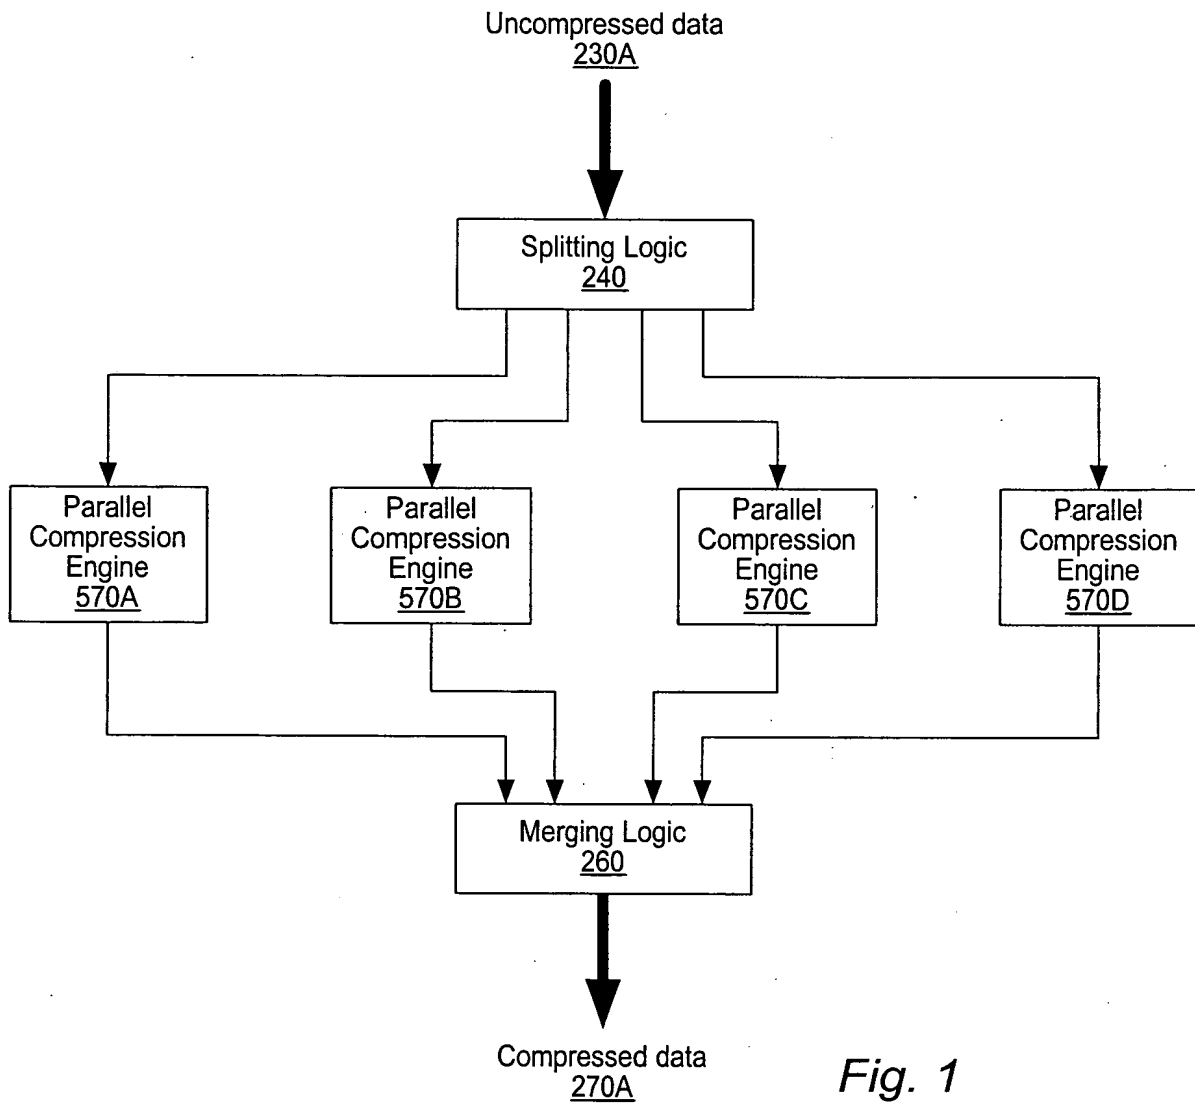 Uncompressed data
230A
Splitting Logic
240
Parallel
Compression
Engine
570A
Parallel
Compression
Engine
570B
Parallel
Compression
Engine
570C
Parallel
Compression
Engine
570D
Merging Logic
260
Compressed data
270A
Fig. 1